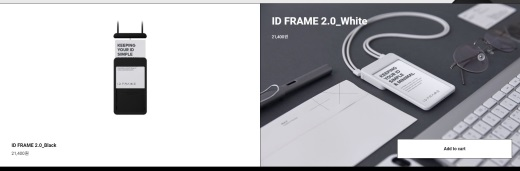 KEEPING
YOUR ID
SIMPLE
ID FRAME 2.0_Black
21,400원
ID FRAME 2.0_White
21,400원
KEEPING
YOUR ID
SIMPLE
& MINIMAL
Add to cart